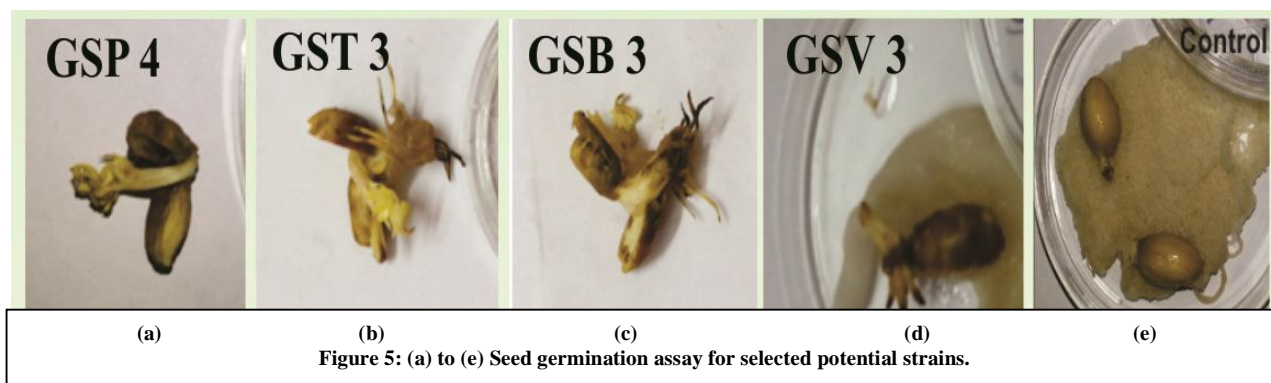 GSP 4
GST 3
GSB 3
GSV 3
Control
(a) (b) (c) (d) (e)
Figure 5: (a) to (e) Seed germination assay for selected potential strains.